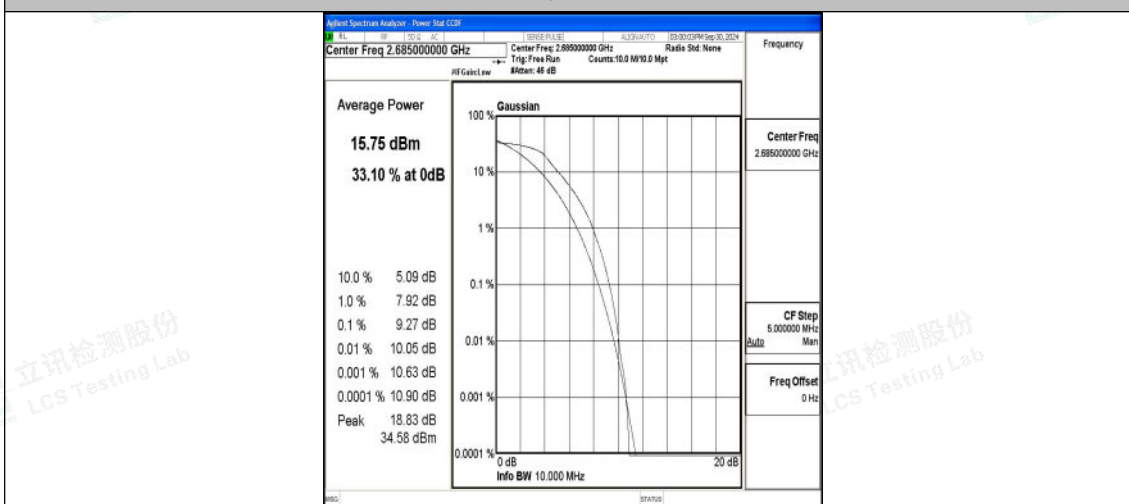 Agilent Spectrum Analyzer - Power Stat CCDF
RL RF 50 Ω AC SENSE:PULSE ALIGNAUTO 03:00:03PM Sep 30, 2024
Center Freq 2.685000000 GHz
Center Freq: 2.685000000 GHz Radio Std: None
Trig: Free Run Counts:10.0 M/10.0 Mpt
#IFGain:Low #Atten: 46 dB
Frequency
Average Power
15.75 dBm
33.10 % at 0dB
10.0 % 5.09 dB
1.0 % 7.92 dB
0.1 % 9.27 dB
0.01 % 10.05 dB
0.001 % 10.63 dB
0.0001 % 10.90 dB
Peak 18.83 dB
34.58 dBm
Gaussian
100 %
10 %
1 %
0.1 %
0.01 %
0.001 %
0.0001 %
0 dB 20 dB
Info BW 10.000 MHz
Center Freq
2.685000000 GHz
CF Step
5.000000 MHz
Auto Man
Freq Offset
0 Hz
MSG STATUS
立讯检测股份
LCS Testing Lab
立讯检测股份
LCS Testing Lab